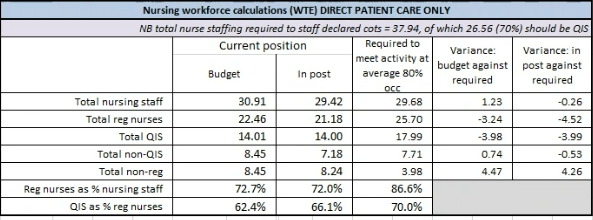 Nursing workforce calculations (WTE) DIRECT PATIENT CARE ONLY
NB total nurse staffing required to staff declared cots = 37.94, of which 26.56 (70%) should be QIS
Current position
Required to meet activity at average 80% occ
Variance: budget against required
Variance: in post against required
Budget In post
Total nursing staff 30.91 29.42 29.68 1.23 -0.26
Total reg nurses 22.46 21.18 25.70 -3.24 -4.52
Total QIS 14.01 14.00 17.99 -3.98 -3.99
Total non-QIS 8.45 7.18 7.71 0.74 -0.53
Total non-reg 8.45 8.24 3.98 4.47 4.26
Reg nurses as % nursing staff 72.7% 72.0% 86.6%
QIS as % reg nurses 62.4% 66.1% 70.0%